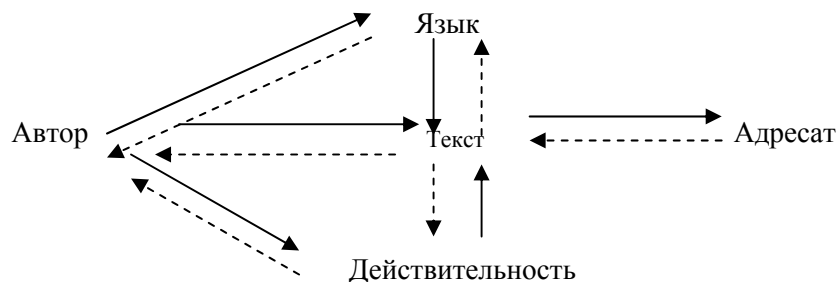 Язык
Автор
Текст
Адресат
Действительность